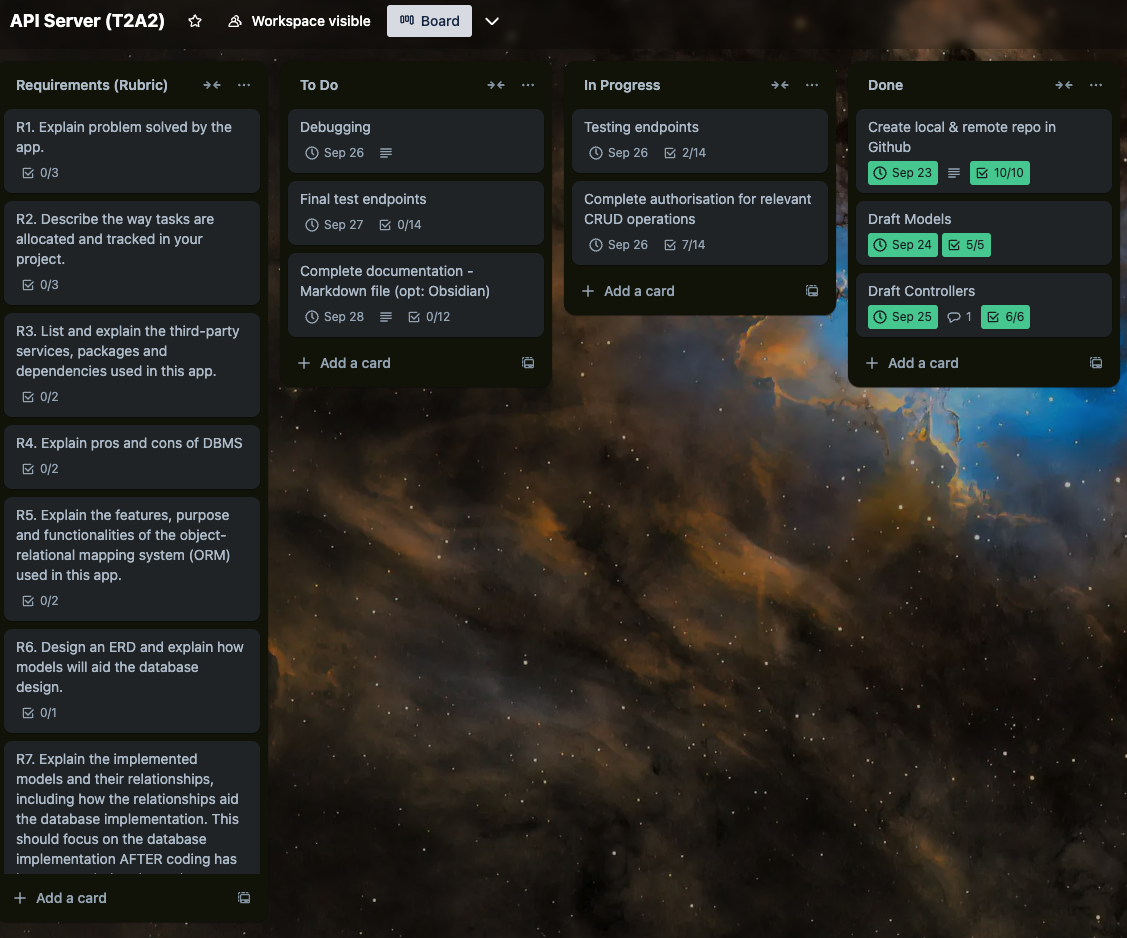 API Server (T2A2)
Workspace visible
Board
Requirements (Rubric)
R1. Explain problem solved by the
app.
0/3
R2. Describe the way tasks are
allocated and tracked in your
project.
0/3
R3. List and explain the third-party
services, packages and
dependencies used in this app.
0/2
R4. Explain pros and cons of DBMS
0/2
R5. Explain the features, purpose
and functionalities of the object-
relational mapping system (ORM)
used in this app.
0/2
R6. Design an ERD and explain how
models will aid the database
design.
0/1
R7. Explain the implemented
models and their relationships,
including how the relationships aid
the database implementation. This
should focus on the database
implementation AFTER coding has
Add a card
To Do
Debugging
Sep 26
Final test endpoints
Sep 27 0/14
Complete documentation -
Markdown file (opt: Obsidian)
Sep 28 0/12
Add a card
In Progress
Testing endpoints
Sep 26 2/14
Complete authorisation for relevant
CRUD operations
Sep 26 7/14
Add a card
Done
Create local & remote repo in
Github
Sep 23 10/10
Draft Models
Sep 24 5/5
Draft Controllers
Sep 25 1 6/6
Add a card